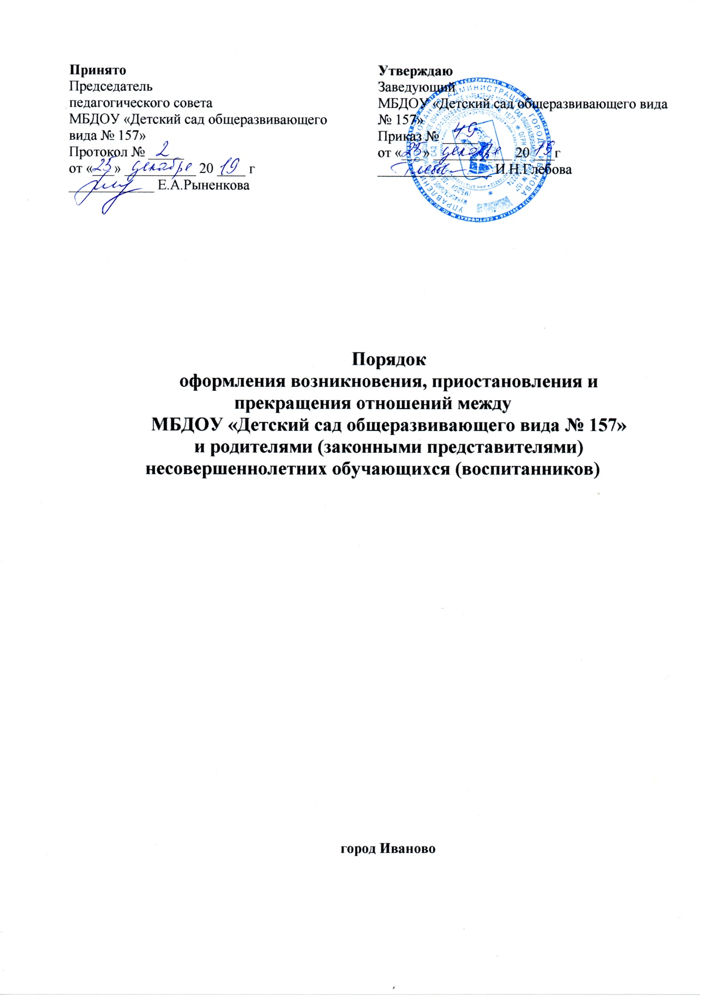 Принято
Председатель
педагогического совета
МБДОУ «Детский сад общеразвивающего
вида № 157»
Протокол № 2
от «25» декабря 20 19 г
Е.А.Рыненкова
Утверждаю
Заведующий
МБДОУ «Детский сад общеразвивающего вида
№ 157»
Приказ № 49
от «25» декабря 20 19 г
Глебов И.Н.Глебова
Порядок
оформления возникновения, приостановления и
прекращения отношений между
МБДОУ «Детский сад общеразвивающего вида № 157»
и родителями (законными представителями)
несовершеннолетних обучающихся (воспитанников)
город Иваново